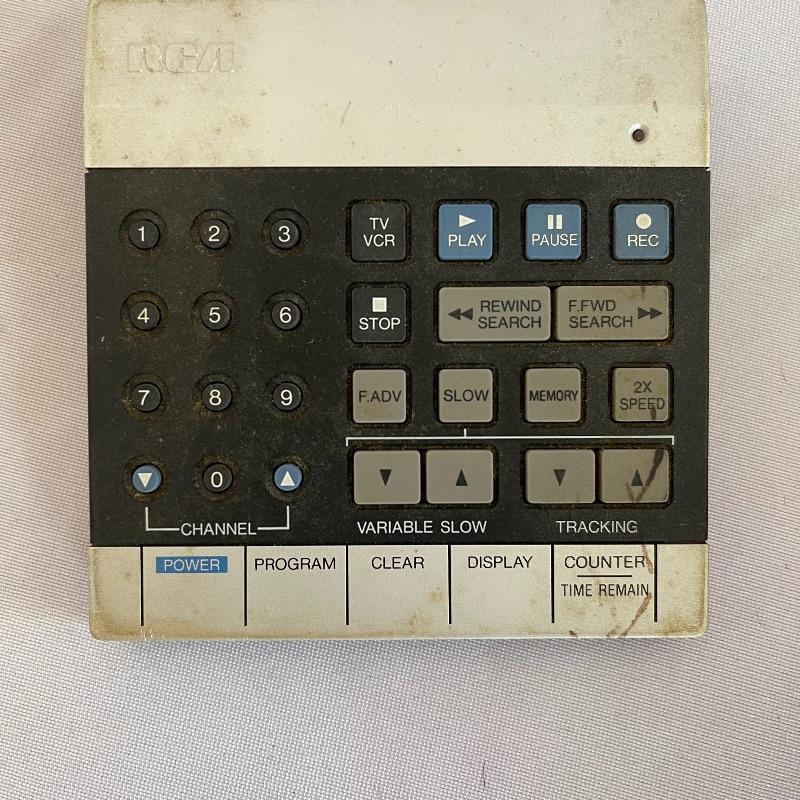 RCA
1 2 3 TV VCR PLAY PAUSE REC
4 5 6 STOP REWIND SEARCH F.FWD SEARCH
7 8 9 F.ADV SLOW MEMORY 2X SPEED
0
CHANNEL VARIABLE SLOW TRACKING
POWER PROGRAM CLEAR DISPLAY COUNTER
TIME REMAIN